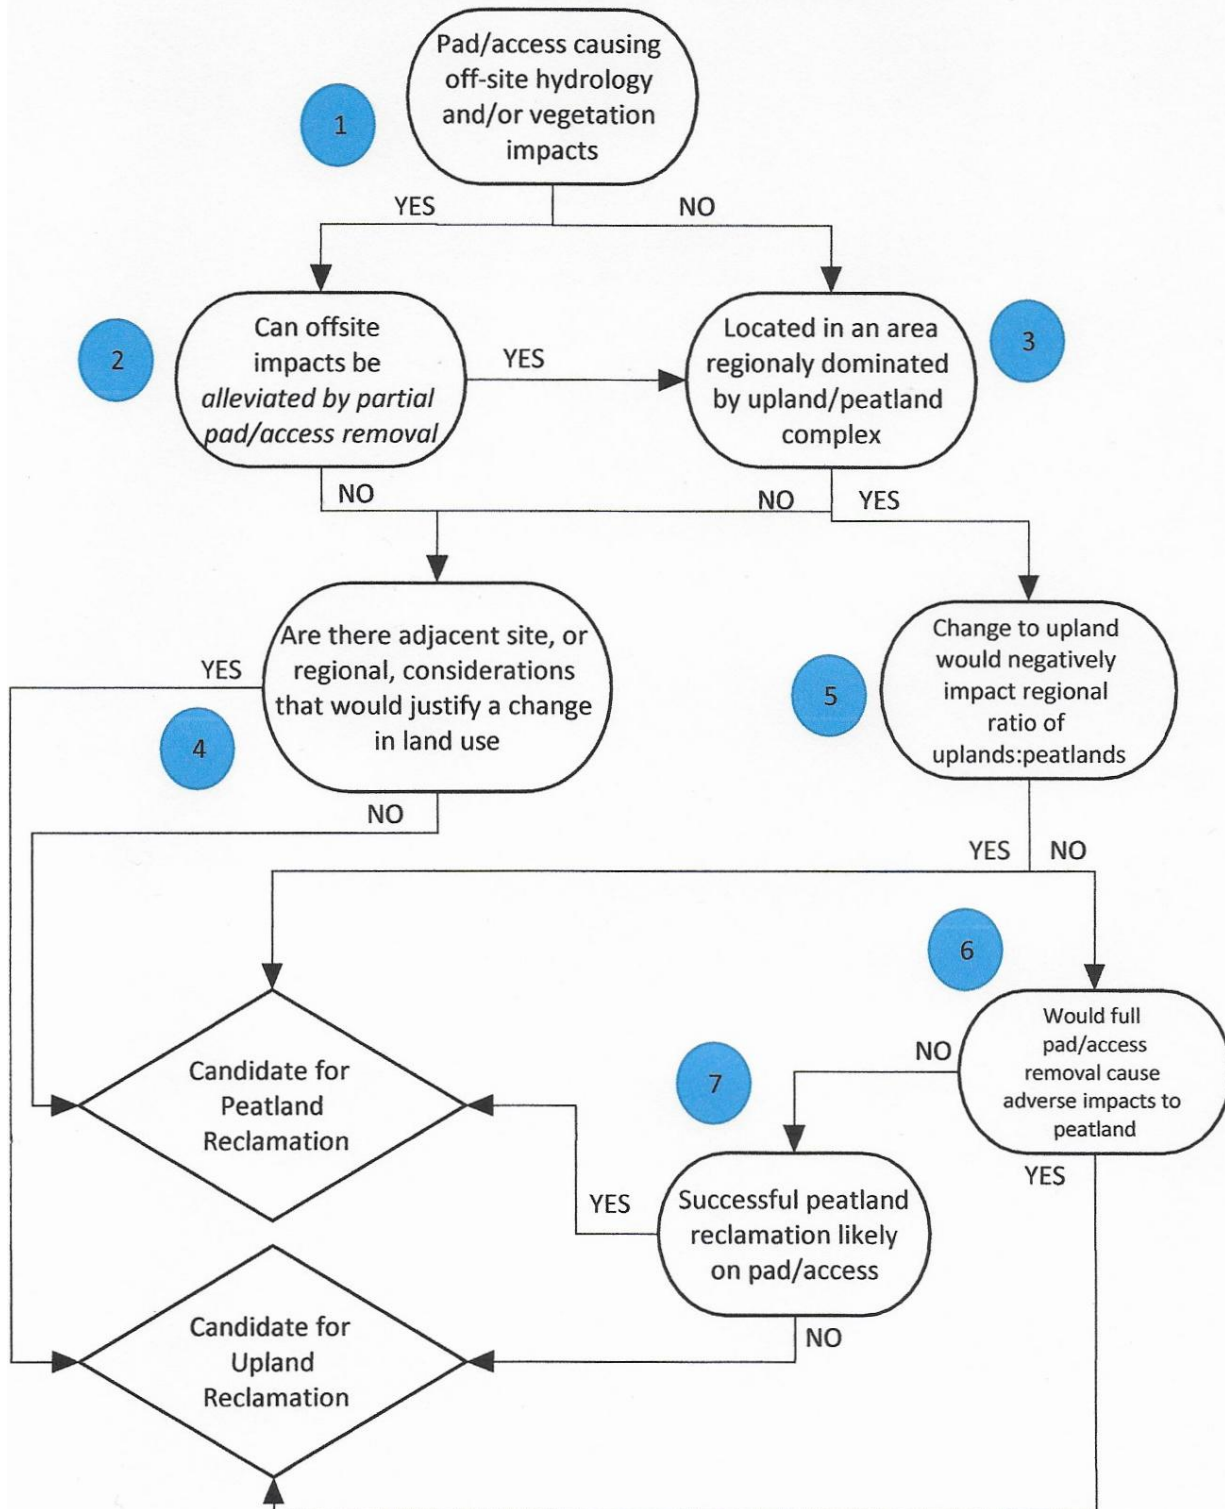 Pad/access causing
off-site hydrology
and/or vegetation
impacts
1
YES
NO
Can offsite
impacts be
alleviated by partial
pad/access removal
2
YES
Located in an area
regionaly dominated
by upland/peatland
complex
3
NO
NO
YES
Are there adjacent site, or
regional, considerations
that would justify a change
in land use
YES
4
NO
Change to upland
would negatively
impact regional
ratio of
uplands:peatlands
5
YES
NO
6
Would full
pad/access
removal cause
adverse impacts to
peatland
NO
YES
7
Candidate for
Peatland
Reclamation
YES
Successful peatland
reclamation likely
on pad/access
NO
Candidate for
Upland
Reclamation